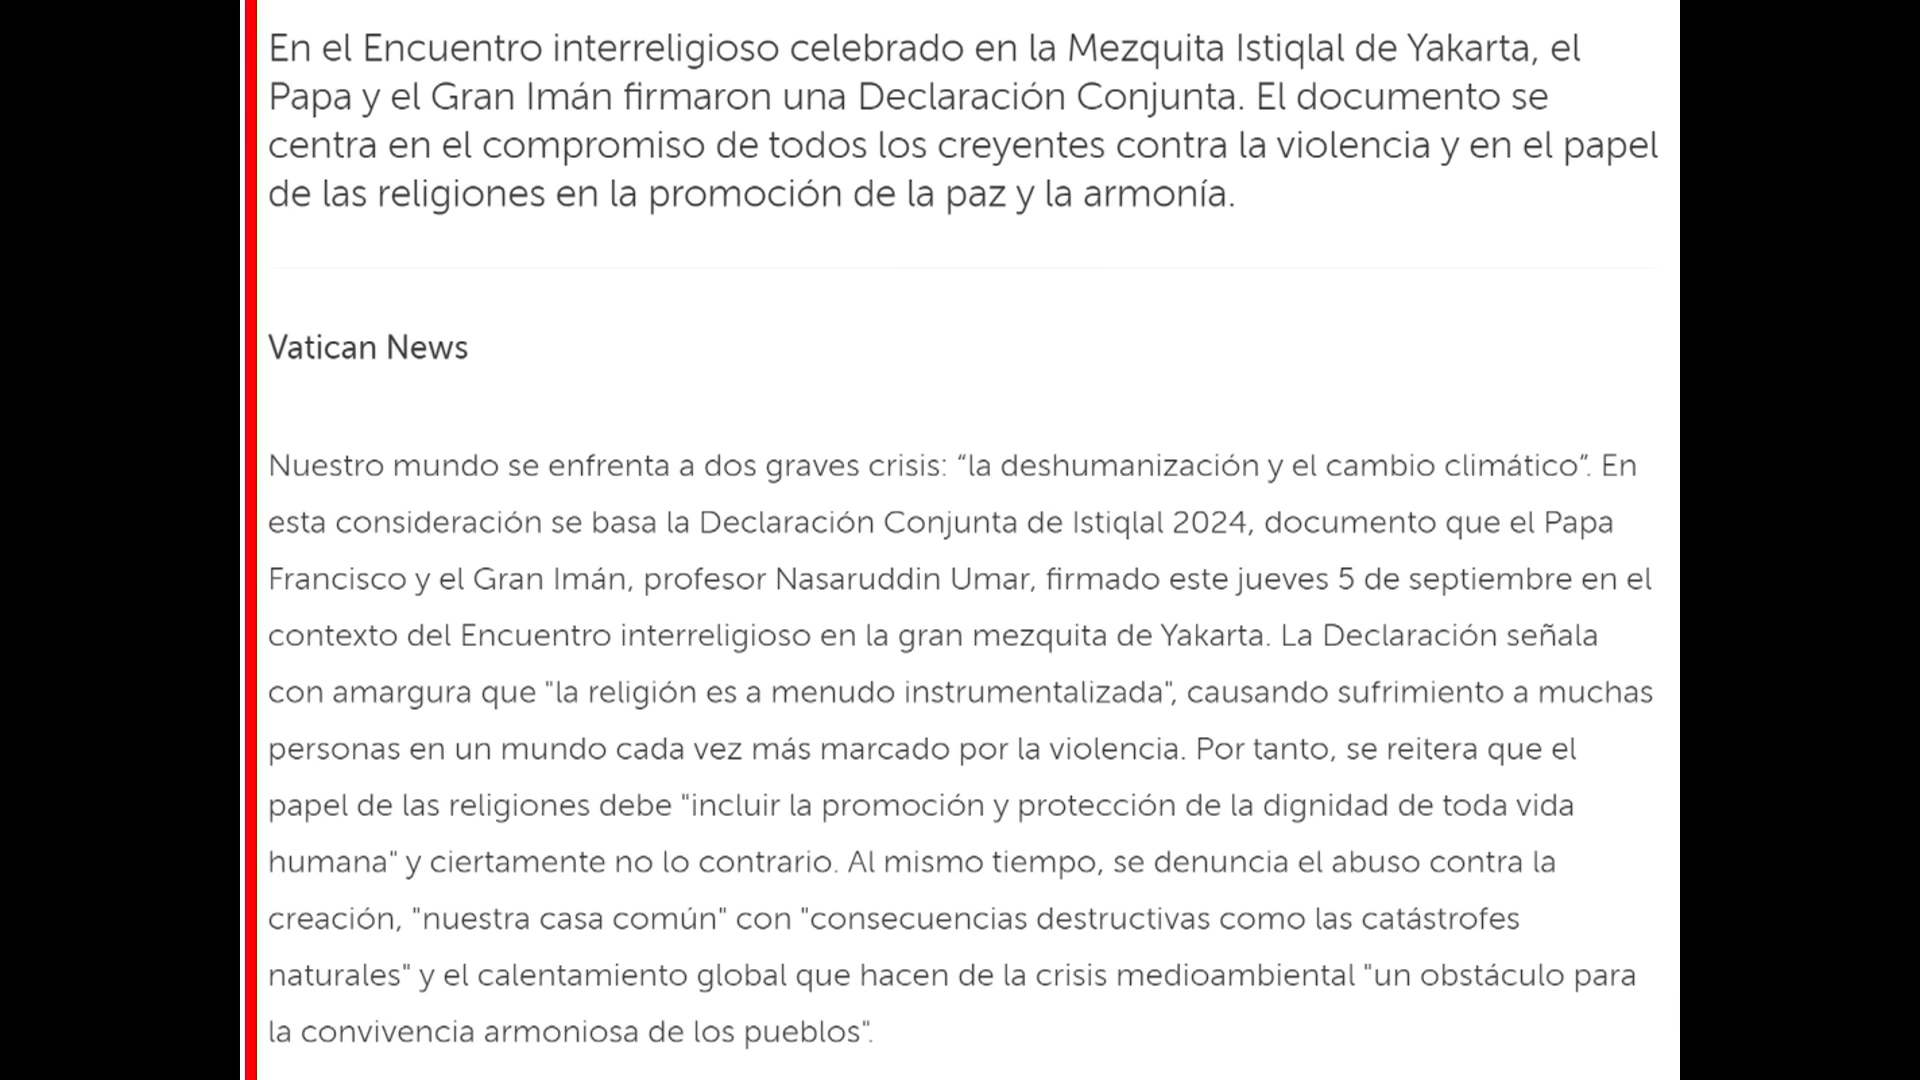 En el Encuentro interreligioso celebrado en la Mezquita Istiqlal de Yakarta, el
Papa y el Gran Imán firmaron una Declaración Conjunta. El documento se
centra en el compromiso de todos los creyentes contra la violencia y en el papel
de las religiones en la promoción de la paz y la armonía.
Vatican News
Nuestro mundo se enfrenta a dos graves crisis: “la deshumanización y el cambio climático”. En
esta consideración se basa la Declaración Conjunta de Istiqlal 2024, documento que el Papa
Francisco y el Gran Imán, profesor Nasaruddin Umar, firmado este jueves 5 de septiembre en el
contexto del Encuentro interreligioso en la gran mezquita de Yakarta. La Declaración señala
con amargura que "la religión es a menudo instrumentalizada", causando sufrimiento a muchas
personas en un mundo cada vez más marcado por la violencia. Por tanto, se reitera que el
papel de las religiones debe "incluir la promoción y protección de la dignidad de toda vida
humana" y ciertamente no lo contrario. Al mismo tiempo, se denuncia el abuso contra la
creación, "nuestra casa común" con "consecuencias destructivas como las catástrofes
naturales" y el calentamiento global que hacen de la crisis medioambiental "un obstáculo para
la convivencia armoniosa de los pueblos".